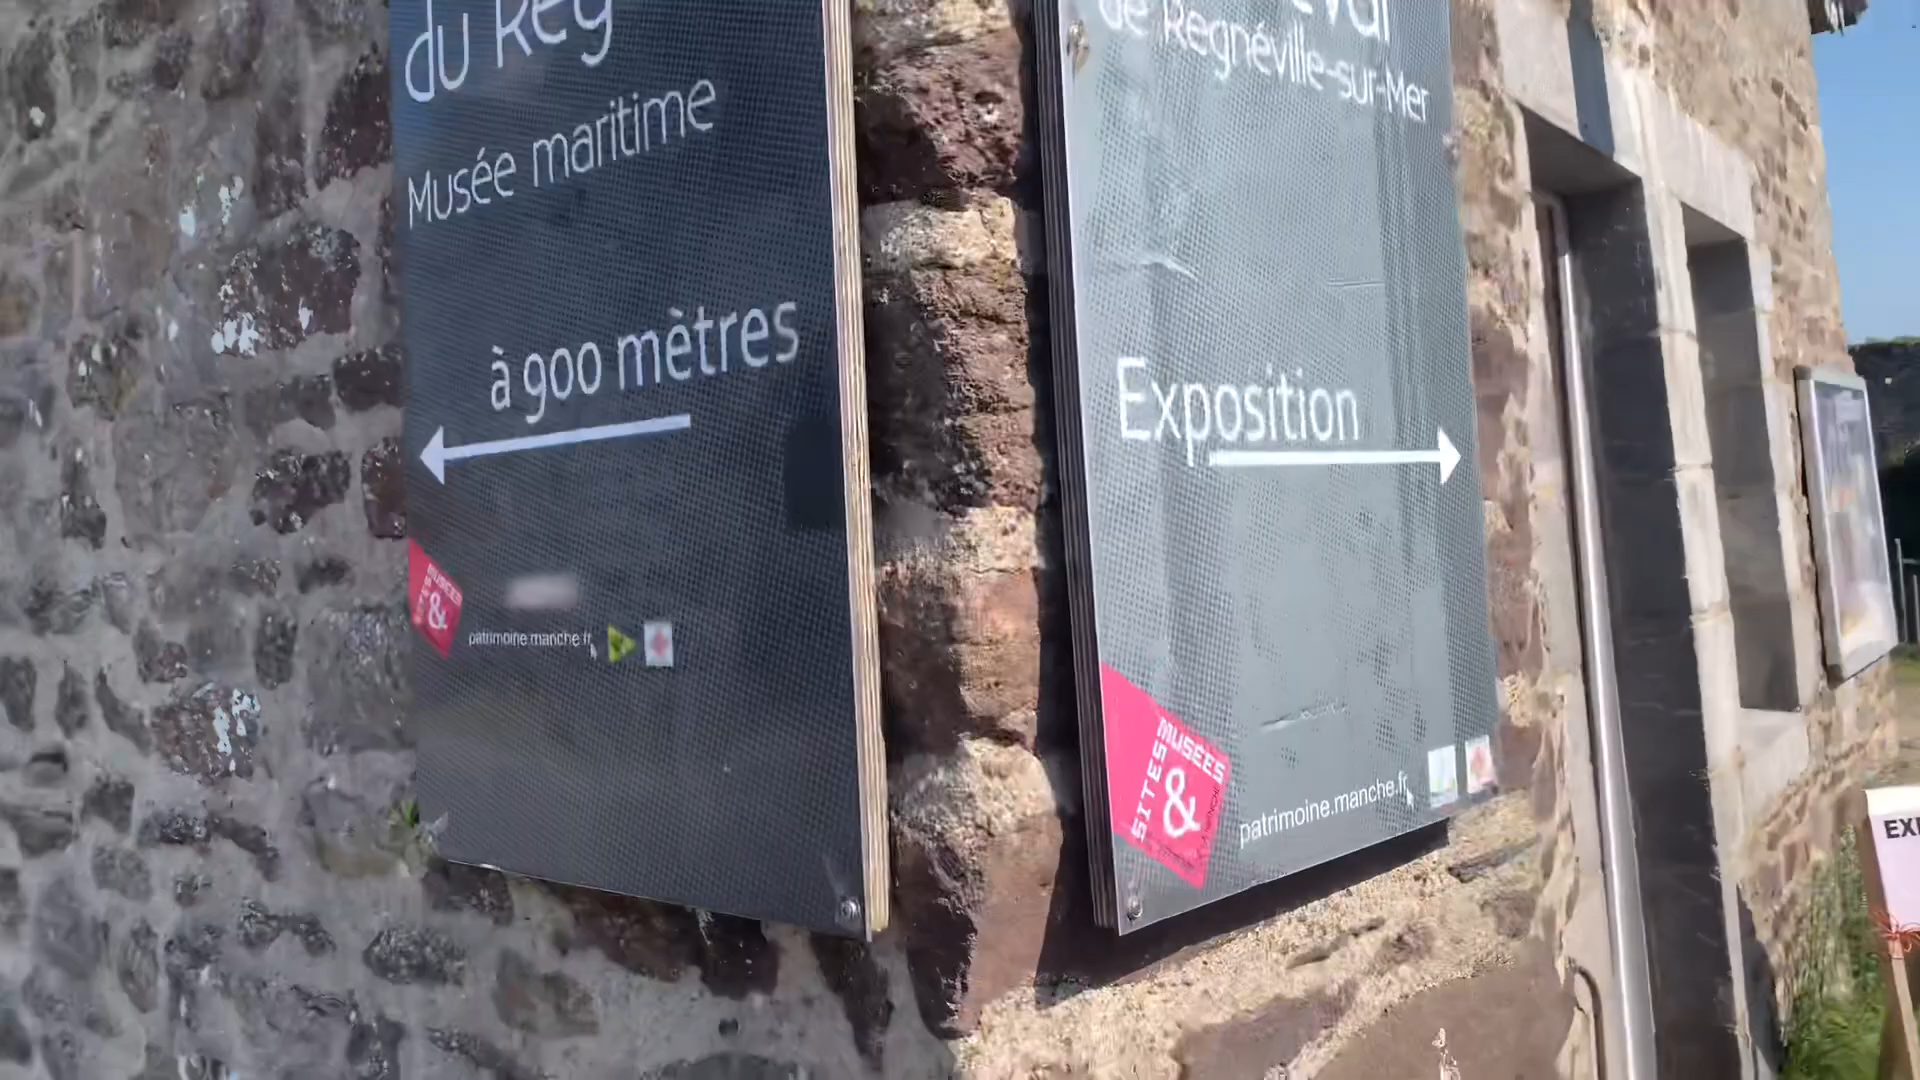 du Reg
Musée maritime
à 900 mètres
MUSÉES
&
patrimoine.manche.fr
de Regnéville-sur-Mer
Exposition
SITES
MUSÉES
&
patrimoine.manche.fr